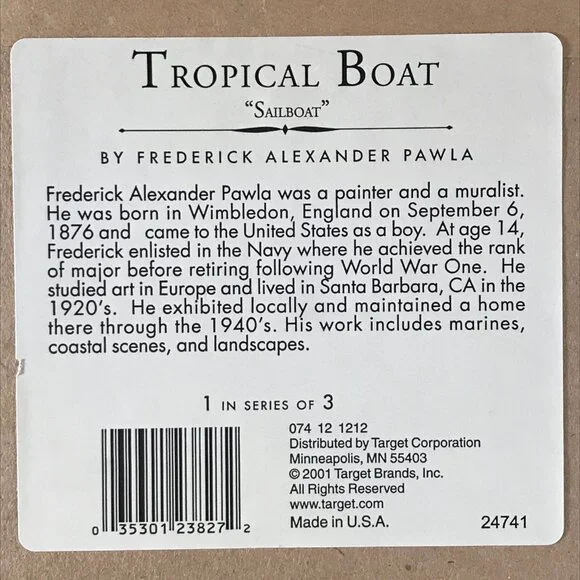 TROPICAL BOAT
"SAILBOAT"
BY FREDERICK ALEXANDER PAWLA
Frederick Alexander Pawla was a painter and a muralist.
He was born in Wimbledon, England on September 6,
1876 and came to the United States as a boy. At age 14,
Frederick enlisted in the Navy where he achieved the rank
of major before retiring following World War One. He
studied art in Europe and lived in Santa Barbara, CA in the
1920's. He exhibited locally and maintained a home
there through the 1940's. His work includes marines,
coastal scenes, and landscapes.
1 IN SERIES OF 3
074 12 1212
Distributed by Target Corporation
Minneapolis, MN 55403
© 2001 Target Brands, Inc.
All Rights Reserved
www.target.com
Made in U.S.A.
24741
0 35301 23827 2